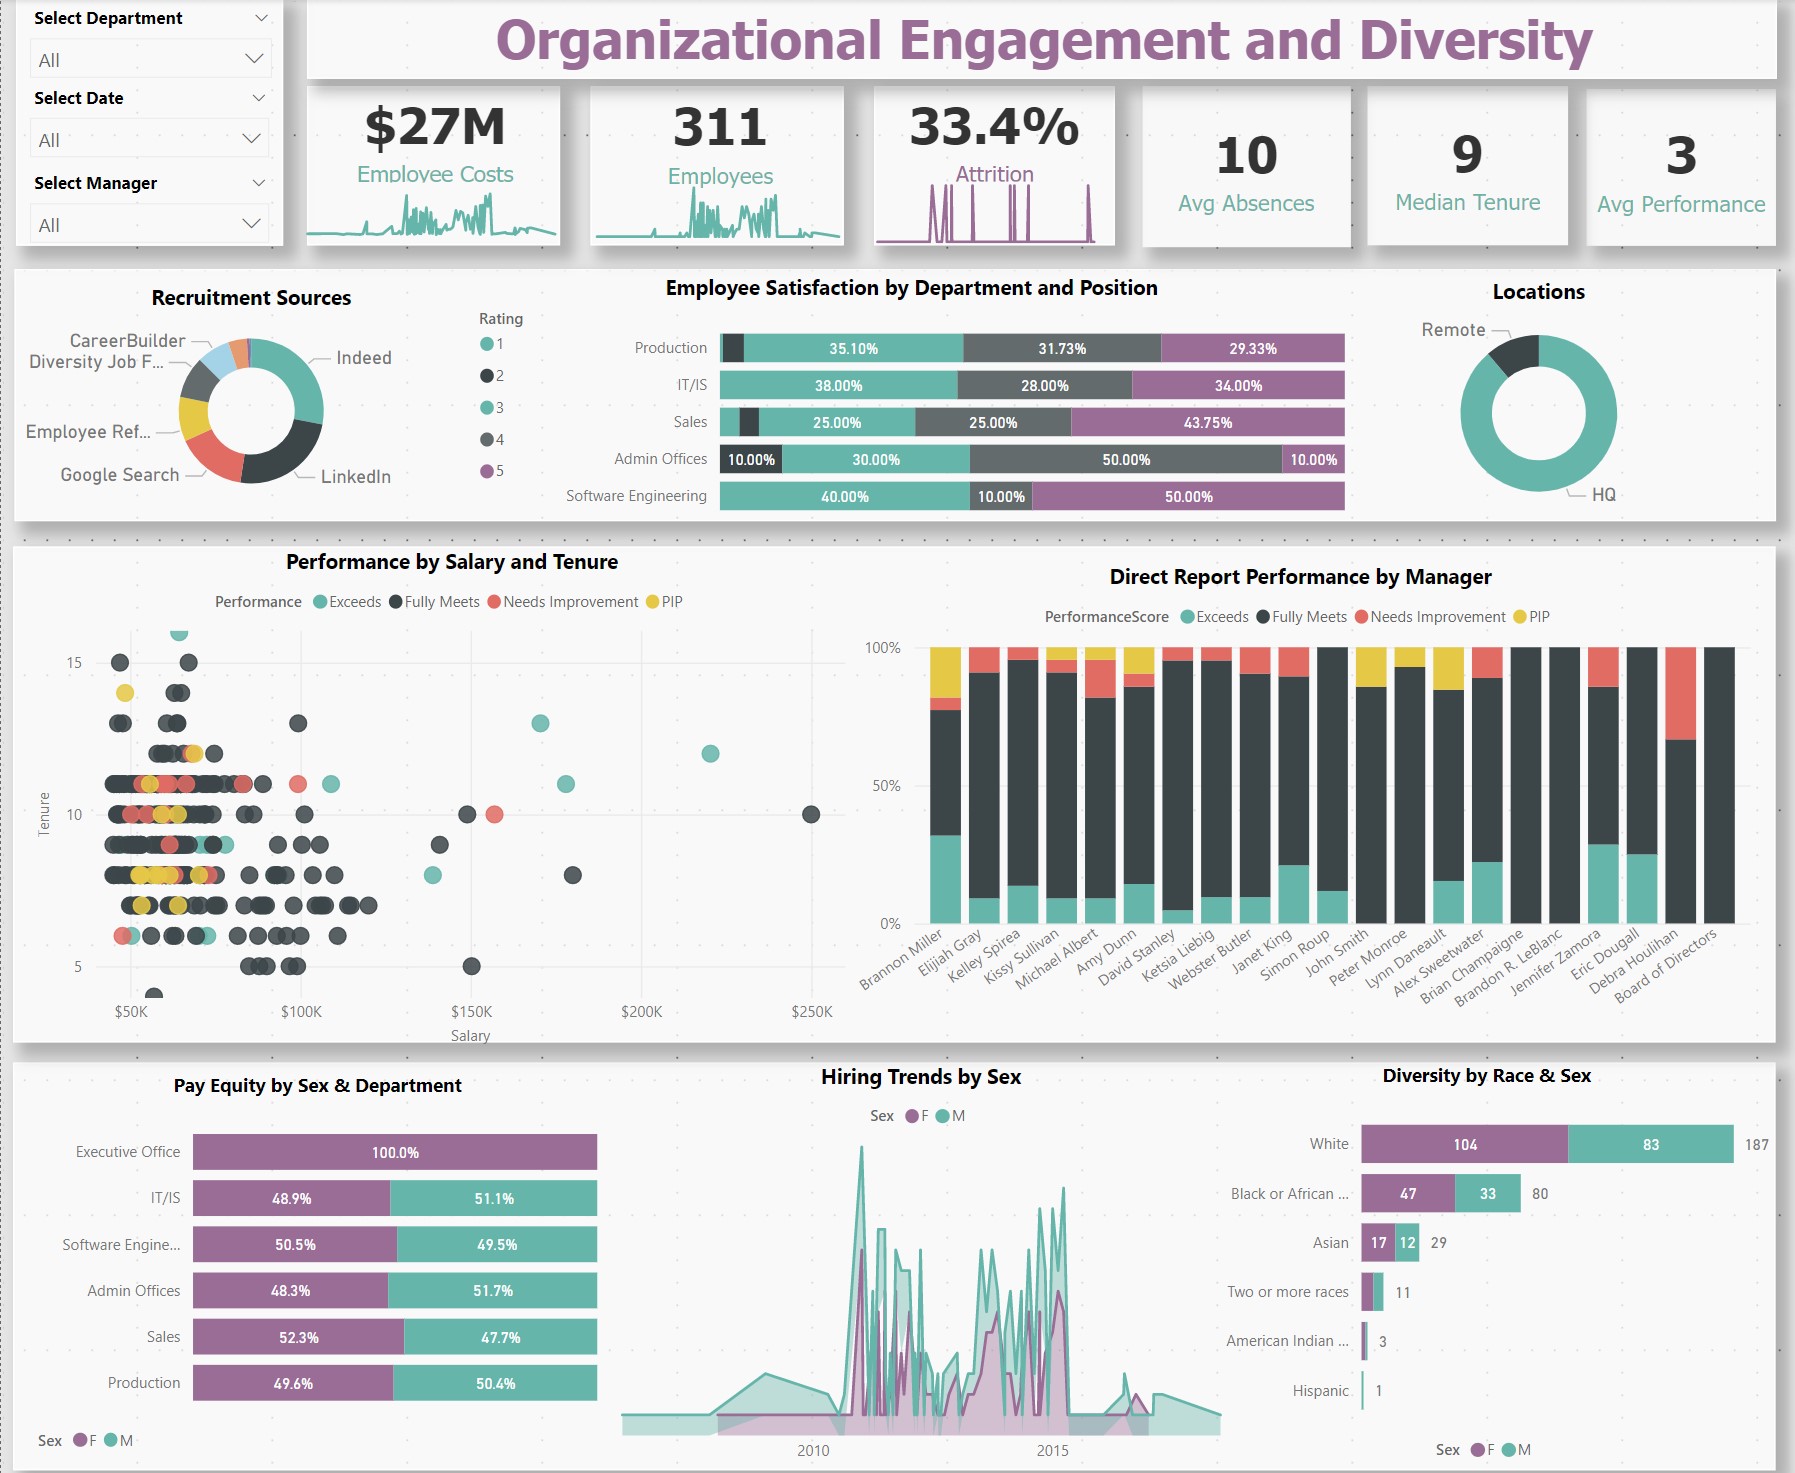 Select Department
All
Select Date
All
Select Manager
All
Organizational Engagement and Diversity
$27M
Employee Costs
311
Employees
33.4%
Attrition
10
Avg Absences
9
Median Tenure
3
Avg Performance
Recruitment Sources
CareerBuilder
Diversity Job F...
Employee Ref...
Google Search
Indeed
LinkedIn
Rating
1
2
3
4
5
Employee Satisfaction by Department and Position
Production 35.10% 31.73% 29.33%
IT/IS 38.00% 28.00% 34.00%
Sales 25.00% 25.00% 43.75%
Admin Offices 10.00% 30.00% 50.00% 10.00%
Software Engineering 40.00% 10.00% 50.00%
Locations
Remote
HQ
Performance by Salary and Tenure
Performance Exceeds Fully Meets Needs Improvement PIP
15
10
5
Tenure
$50K $100K $150K $200K $250K
Salary
Direct Report Performance by Manager
PerformanceScore Exceeds Fully Meets Needs Improvement PIP
100%
50%
0%
Brannon Miller
Elijiah Gray
Kelley Spirea
Kissy Sullivan
Michael Albert
Amy Dunn
David Stanley
Ketsia Liebig
Webster Butler
Janet King
Simon Roup
John Smith
Peter Monroe
Lynn Daneault
Alex Sweetwater
Brian Champaigne
Brandon R. LeBlanc
Jennifer Zamora
Eric Dougall
Debra Houlihan
Board of Directors
Pay Equity by Sex & Department
Executive Office 100.0%
IT/IS 48.9% 51.1%
Software Engine... 50.5% 49.5%
Admin Offices 48.3% 51.7%
Sales 52.3% 47.7%
Production 49.6% 50.4%
Sex F M
Hiring Trends by Sex
Sex F M
2010 2015
Diversity by Race & Sex
White 104 83 187
Black or African ... 47 33 80
Asian 17 12 29
Two or more races 11
American Indian ... 3
Hispanic 1
Sex F M